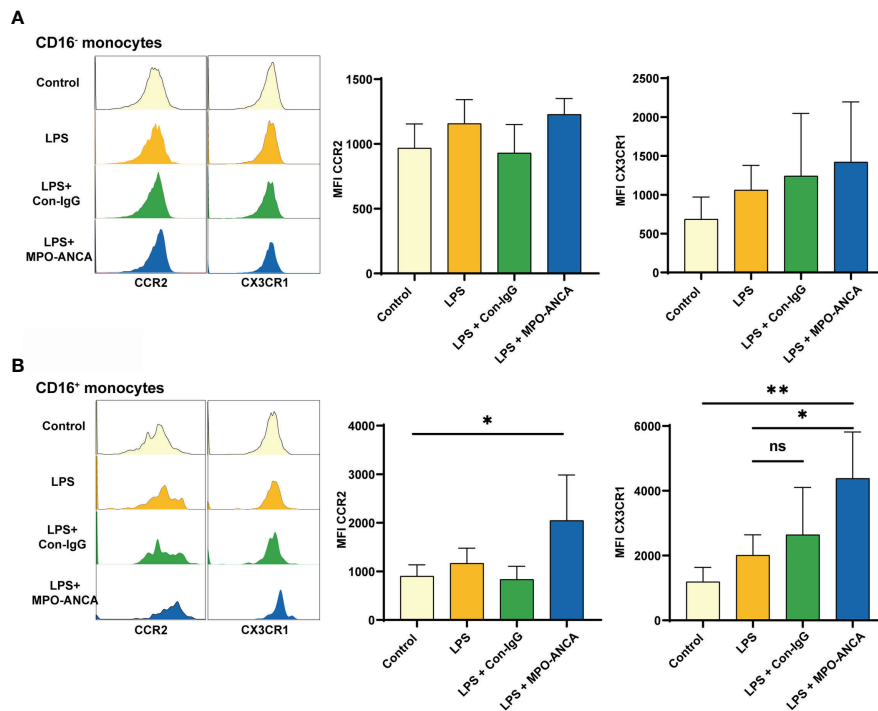 A
CD16⁻ monocytes
Control
LPS
LPS+
Con-IgG
LPS+
MPO-ANCA
CCR2
CX3CR1
MFI CCR2
1500
1000
500
0
Control
LPS
LPS + Con-IgG
LPS + MPO-ANCA
MFI CX3CR1
2500
2000
1500
1000
500
0
Control
LPS
LPS + Con-IgG
LPS + MPO-ANCA
B
CD16⁺ monocytes
Control
LPS
LPS+
Con-IgG
LPS+
MPO-ANCA
CCR2
CX3CR1
MFI CCR2
4000
3000
2000
1000
0
*
Control
LPS
LPS + Con-IgG
LPS + MPO-ANCA
MFI CX3CR1
6000
4000
2000
0
**
*
ns
Control
LPS
LPS + Con-IgG
LPS + MPO-ANCA